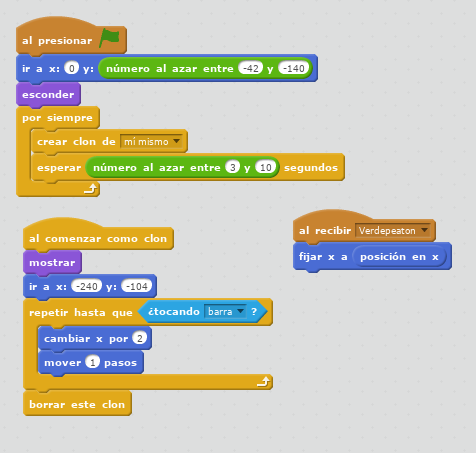 al presionar
ir a x: 0 y: número al azar entre -42 y -140
esconder
por siempre
crear clon de mi mismo
esperar número al azar entre 3 y 10 segundos
al comenzar como clon
mostrar
ir a x: -240 y: -104
repetir hasta que ¿tocando barra ?
cambiar x por 2
mover 1 pasos
borrar este clon
al recibir Verdepeaton
fijar x a posición en x